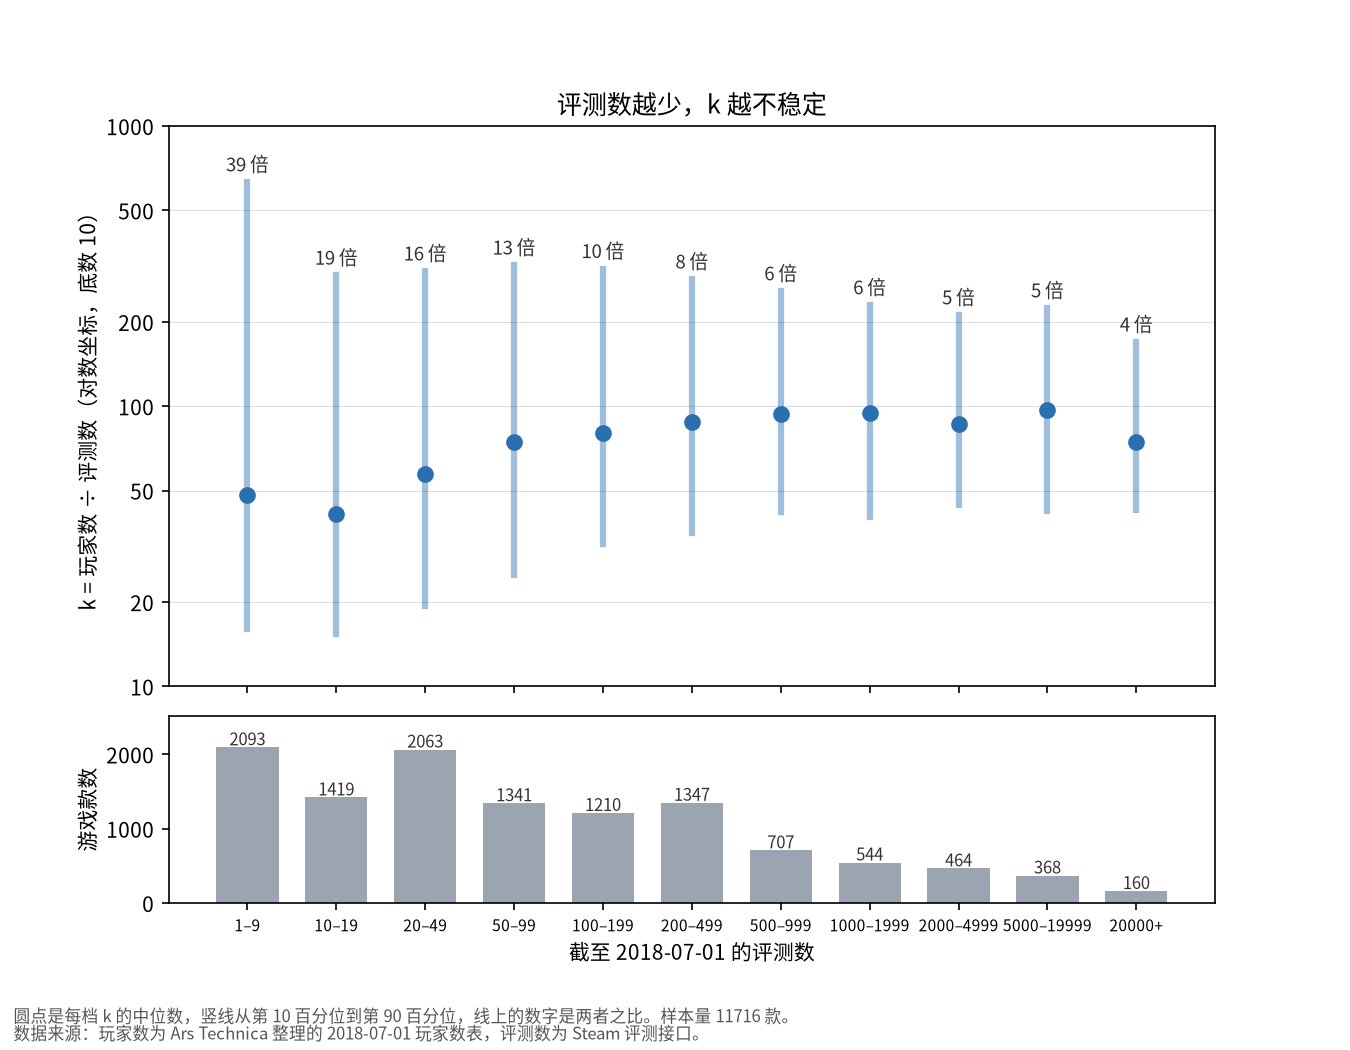 评测数越少，k 越不稳定
k = 玩家数 ÷ 评测数（对数坐标，底数 10）
1000
500
200
100
50
20
10
39 倍
19 倍
16 倍
13 倍
10 倍
8 倍
6 倍
6 倍
5 倍
5 倍
4 倍
游戏款数
2000
1000
0
2093
1419
2063
1341
1210
1347
707
544
464
368
160
1–9
10–19
20–49
50–99
100–199
200–499
500–999
1000–1999
2000–4999
5000–19999
20000+
截至 2018-07-01 的评测数
圆点是每档 k 的中位数，竖线从第 10 百分位到第 90 百分位，线上的数字是两者之比。样本量 11716 款。
数据来源：玩家数为 Ars Technica 整理的 2018-07-01 玩家数表，评测数为 Steam 评测接口。